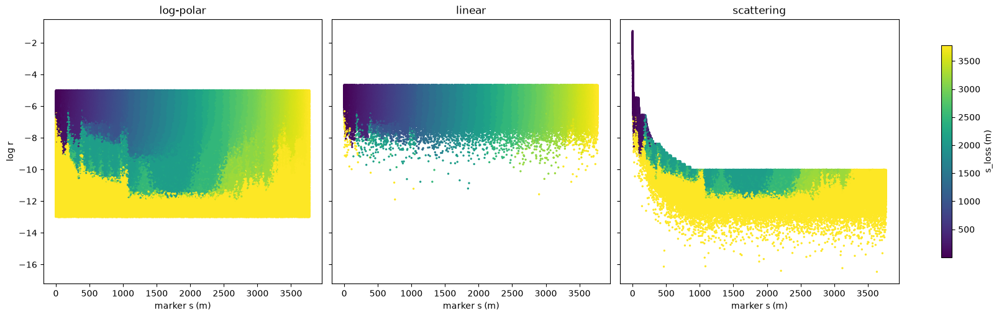 log-polar
linear
scattering
log r
−2
−4
−6
−8
−10
−12
−14
−16
0 500 1000 1500 2000 2500 3000 3500
marker s (m)
0 500 1000 1500 2000 2500 3000 3500
marker s (m)
0 500 1000 1500 2000 2500 3000 3500
marker s (m)
3500
3000
2500
2000
1500
1000
500
s_loss (m)